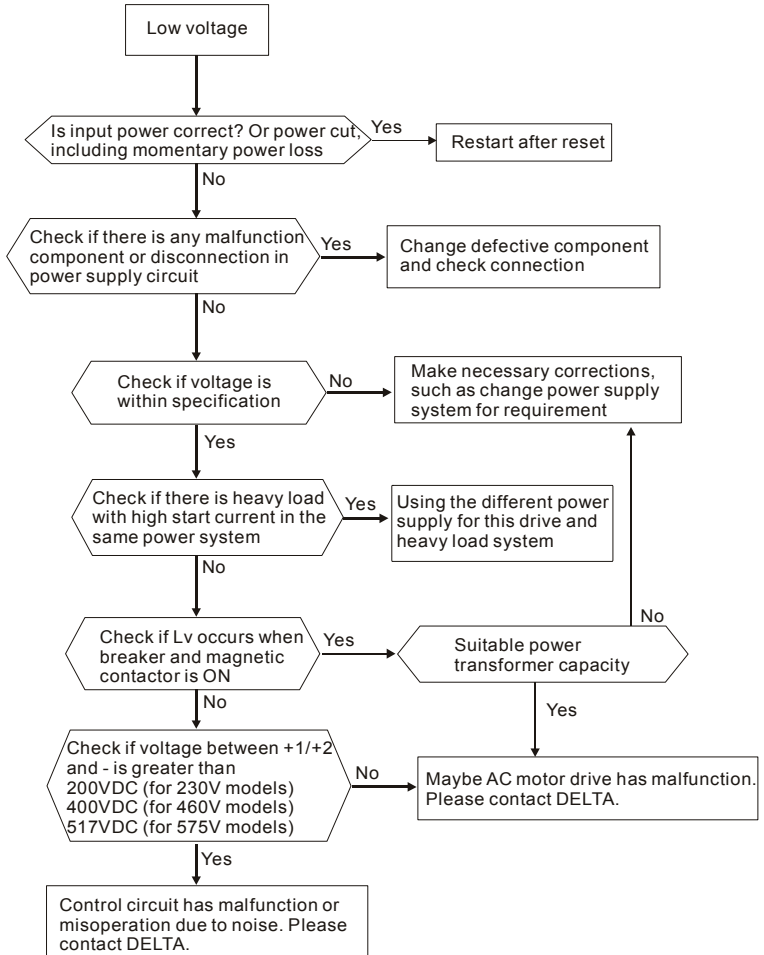 Low voltage
Is input power correct? Or power cut,
including momentary power loss
Yes
Restart after reset
No
Check if there is any malfunction
component or disconnection in
power supply circuit
Yes
Change defective component
and check connection
No
Check if voltage is
within specification
No
Make necessary corrections,
such as change power supply
system for requirement
Yes
Check if there is heavy load
with high start current in the
same power system
Yes
Using the different power
supply for this drive and
heavy load system
No
Check if Lv occurs when
breaker and magnetic
contactor is ON
Yes
Suitable power
transformer capacity
No
Yes
No
Check if voltage between +1/+2
and - is greater than
200VDC (for 230V models)
400VDC (for 460V models)
517VDC (for 575V models)
No
Maybe AC motor drive has malfunction.
Please contact DELTA.
Yes
Control circuit has malfunction or
misoperation due to noise. Please
contact DELTA.